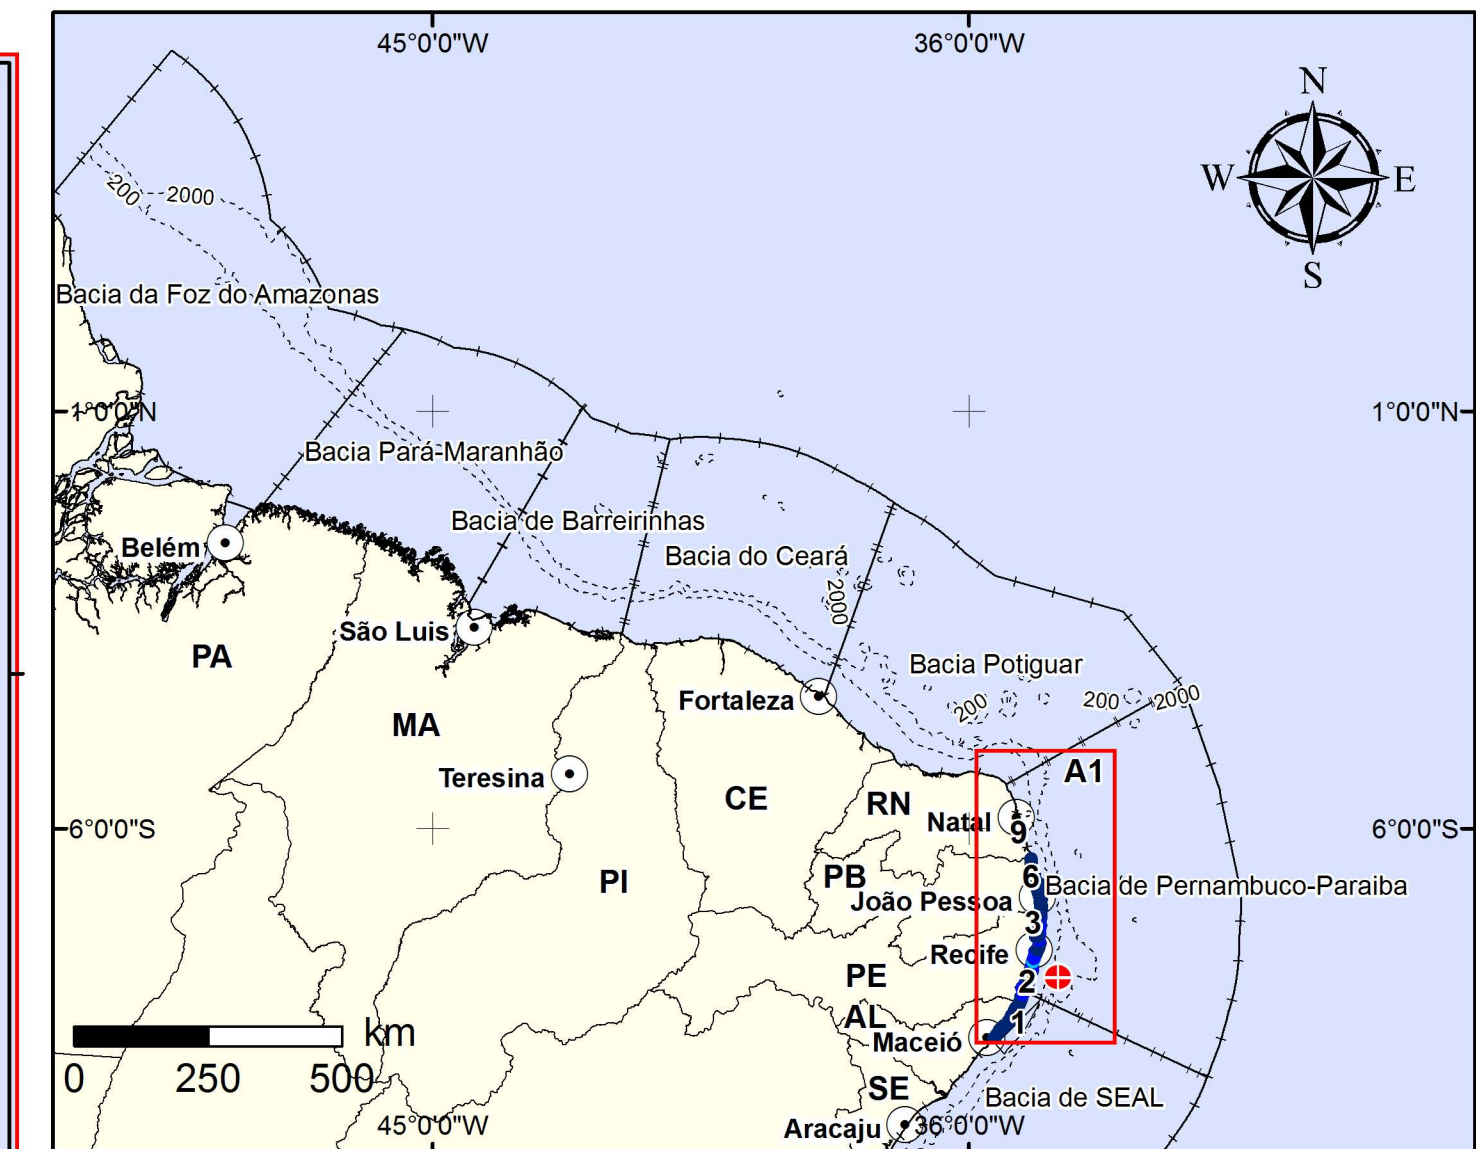 45°0'0"W
36°0'0"W
N
W
E
S
200
2000
Bacia da Foz do Amazonas
1°0'0"N
1°0'0"N
Bacia Pará-Maranhão
Bacia de Barreirinhas
Belém
Bacia do Ceará
2000
São Luis
PA
Bacia Potiguar
Fortaleza
200
200
2000
MA
A1
Teresina
CE
RN
Natal
9
6°0'0"S
6°0'0"S
PI
PB
6
Bacia de Pernambuco-Paraiba
João Pessoa
3
Recife
PE
2
AL
1
Maceió
km
0
250
500
SE
Bacia de SEAL
45°0'0"W
Aracaju
36°0'0"W